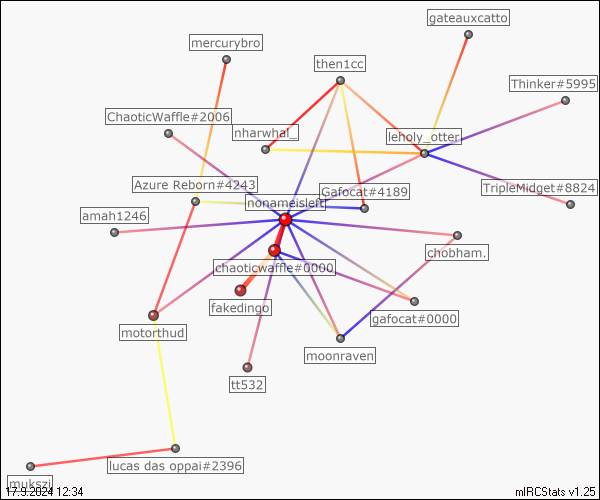 gateauxcatto
mercurybro
then1cc
Thinker#5995
ChaoticWaffle#2006
nharwhal_
leholy_otter
Azure Reborn#4243
Gafocat#4189
TripleMidget#8824
nonameisleft
amah1246
chobham.
chaoticwaffle#0000
fakedingo
gafocat#0000
motorthud
moonraven
tt532
lucas das oppai#2396
mukszi
17.9.2024 12:34
mIRCStats v1.25